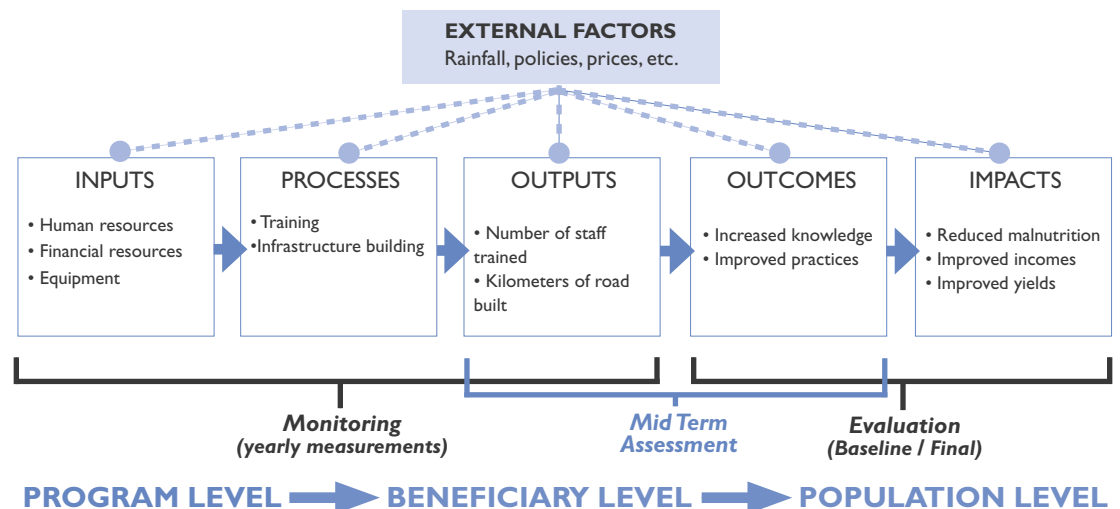 EXTERNAL FACTORS
Rainfall, policies, prices, etc.
INPUTS
• Human resources
• Financial resources
• Equipment
PROCESSES
• Training
•Infrastructure building
OUTPUTS
• Number of staff
trained
• Kilometers of road
built
OUTCOMES
• Increased knowledge
• Improved practices
IMPACTS
• Reduced malnutrition
• Improved incomes
• Improved yields
Monitoring
(yearly measurements)
Mid Term
Assessment
Evaluation
(Baseline / Final)
PROGRAM LEVEL BENEFICIARY LEVEL POPULATION LEVEL